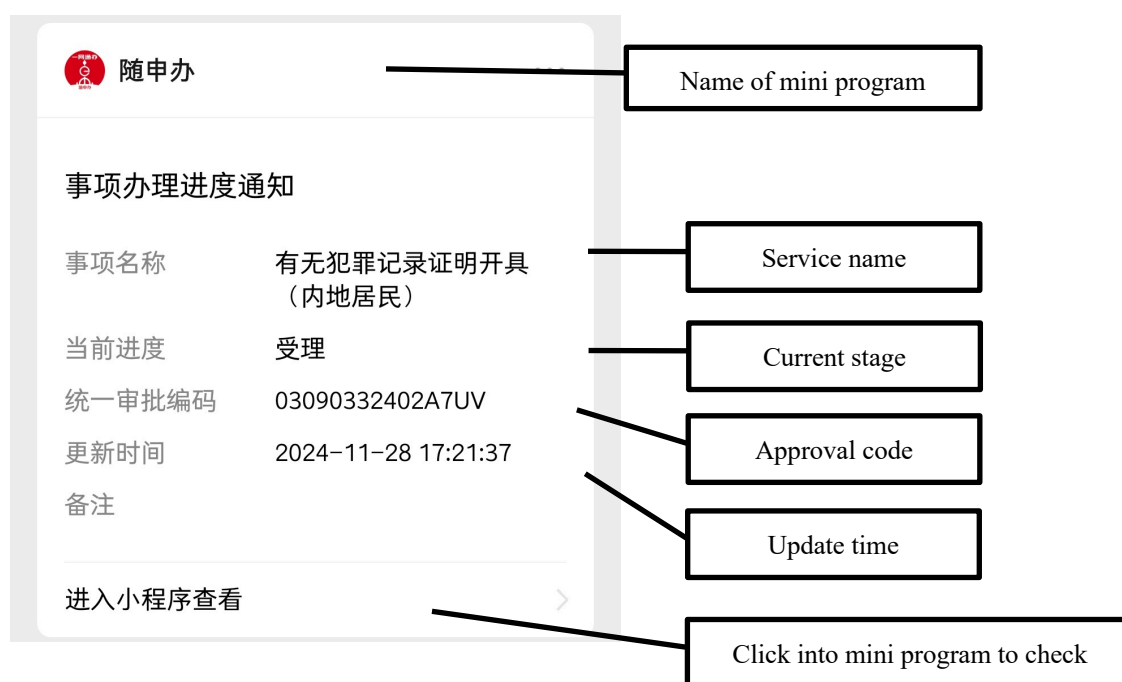 随申办
Name of mini program
事项办理进度通知
事项名称 有无犯罪记录证明开具
（内地居民）
Service name
当前进度 受理
Current stage
统一审批编码 03090332402A7UV
Approval code
更新时间 2024-11-28 17:21:37
Update time
备注
进入小程序查看
Click into mini program to check